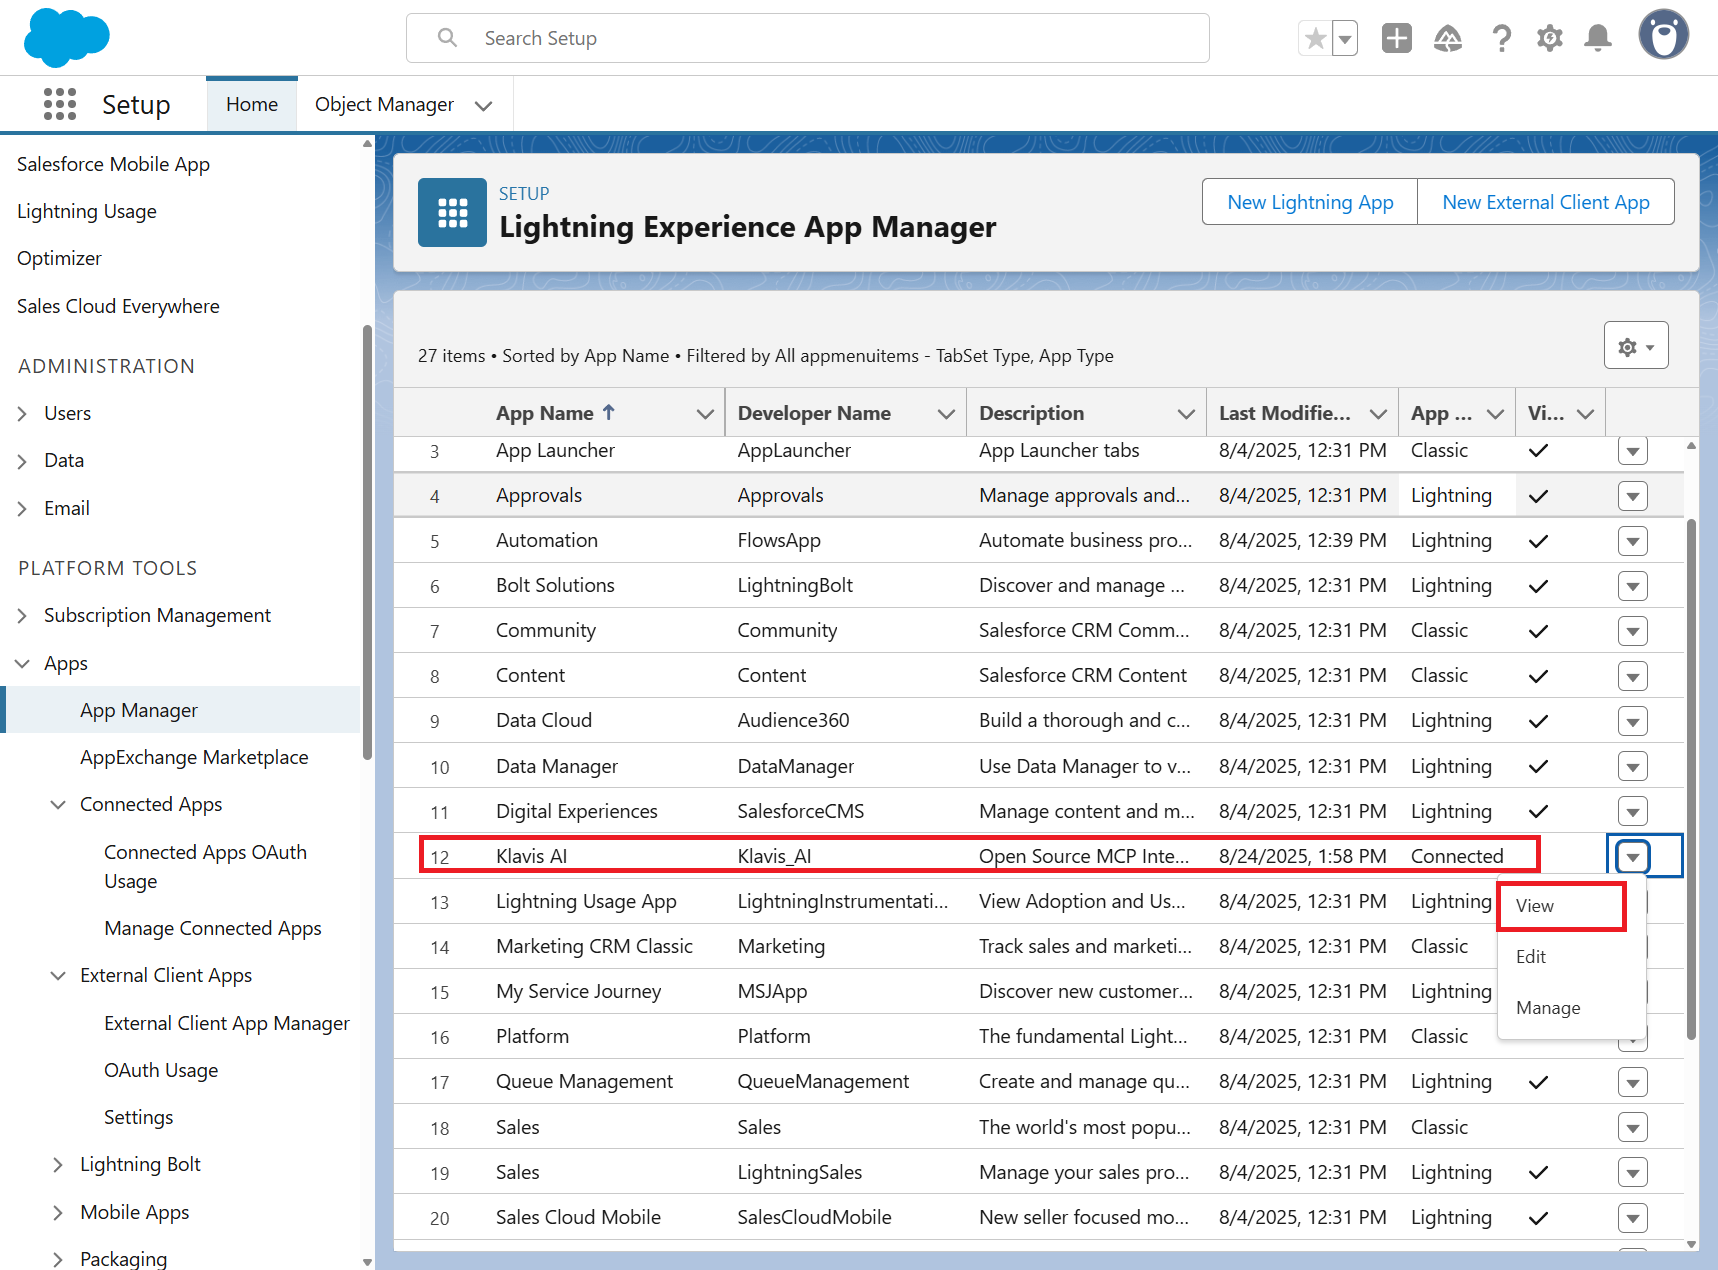 Search Setup
Setup
Home
Object Manager
Salesforce Mobile App
Lightning Usage
Optimizer
Sales Cloud Everywhere
ADMINISTRATION
Users
Data
Email
PLATFORM TOOLS
Subscription Management
Apps
App Manager
AppExchange Marketplace
Connected Apps
Connected Apps OAuth
Usage
Manage Connected Apps
External Client Apps
External Client App Manager
OAuth Usage
Settings
Lightning Bolt
Mobile Apps
Packaging
SETUP
Lightning Experience App Manager
New Lightning App
New External Client App
27 items • Sorted by App Name • Filtered by All appmenuitems - TabSet Type, App Type
App Name Developer Name Description Last Modifie... App ... Vi...
3 App Launcher AppLauncher App Launcher tabs 8/4/2025, 12:31 PM Classic
4 Approvals Approvals Manage approvals and... 8/4/2025, 12:31 PM Lightning
5 Automation FlowsApp Automate business pro... 8/4/2025, 12:39 PM Lightning
6 Bolt Solutions LightningBolt Discover and manage ... 8/4/2025, 12:31 PM Lightning
7 Community Community Salesforce CRM Comm... 8/4/2025, 12:31 PM Classic
8 Content Content Salesforce CRM Content 8/4/2025, 12:31 PM Classic
9 Data Cloud Audience360 Build a thorough and c... 8/4/2025, 12:31 PM Lightning
10 Data Manager DataManager Use Data Manager to v... 8/4/2025, 12:31 PM Lightning
11 Digital Experiences SalesforceCMS Manage content and m... 8/4/2025, 12:31 PM Lightning
12 Klavis AI Klavis_AI Open Source MCP Inte... 8/24/2025, 1:58 PM Connected
13 Lightning Usage App LightningInstrumentati... View Adoption and Us... 8/4/2025, 12:31 PM Lightning
14 Marketing CRM Classic Marketing Track sales and marketi... 8/4/2025, 12:31 PM Classic
15 My Service Journey MSJApp Discover new customer... 8/4/2025, 12:31 PM Lightning
16 Platform Platform The fundamental Light... 8/4/2025, 12:31 PM Classic
17 Queue Management QueueManagement Create and manage qu... 8/4/2025, 12:31 PM Lightning
18 Sales Sales The world's most popu... 8/4/2025, 12:31 PM Classic
19 Sales LightningSales Manage your sales pro... 8/4/2025, 12:31 PM Lightning
20 Sales Cloud Mobile SalesCloudMobile New seller focused mo... 8/4/2025, 12:31 PM Lightning
View
Edit
Manage